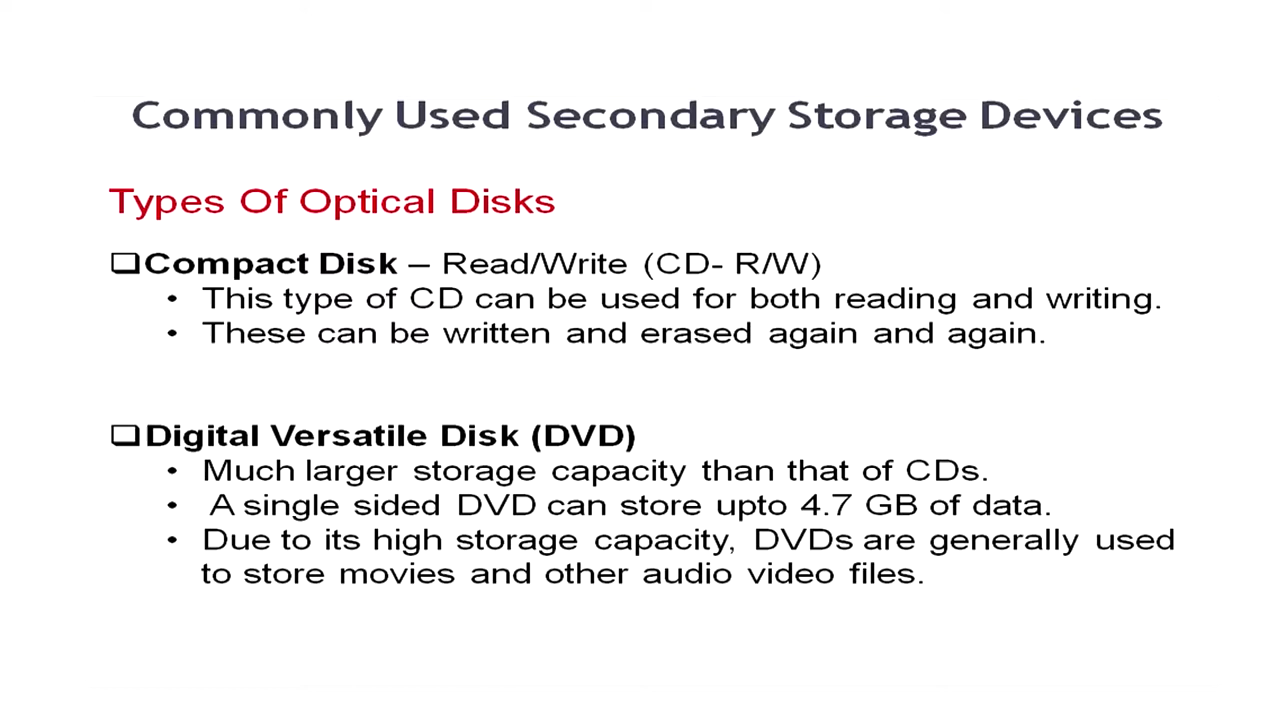 Commonly Used Secondary Storage Devices
Types Of Optical Disks
❑Compact Disk – Read/Write (CD- R/W)
• This type of CD can be used for both reading and writing.
• These can be written and erased again and again.
❑Digital Versatile Disk (DVD)
• Much larger storage capacity than that of CDs.
• A single sided DVD can store upto 4.7 GB of data.
• Due to its high storage capacity, DVDs are generally used
to store movies and other audio video files.